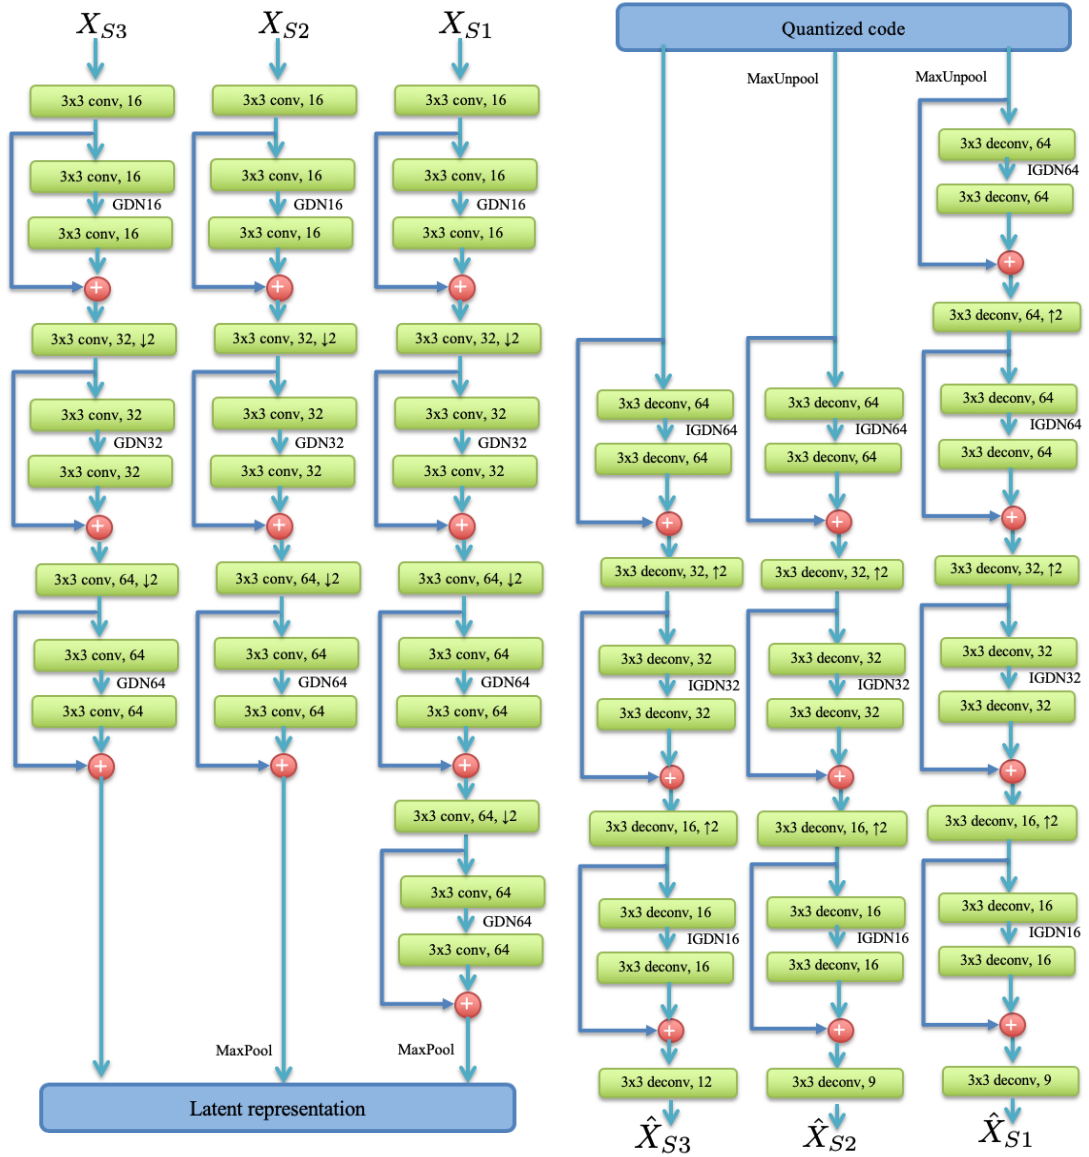 X_{S3}
3x3 conv, 16
3x3 conv, 16
GDN16
3x3 conv, 16
+
3x3 conv, 32, ↓2
3x3 conv, 32
GDN32
3x3 conv, 32
+
3x3 conv, 64, ↓2
3x3 conv, 64
GDN64
3x3 conv, 64
+
X_{S2}
3x3 conv, 16
3x3 conv, 16
GDN16
3x3 conv, 16
+
3x3 conv, 32, ↓2
3x3 conv, 32
GDN32
3x3 conv, 32
+
3x3 conv, 64, ↓2
3x3 conv, 64
GDN64
3x3 conv, 64
+
MaxPool
X_{S1}
3x3 conv, 16
3x3 conv, 16
GDN16
3x3 conv, 16
+
3x3 conv, 32, ↓2
3x3 conv, 32
GDN32
3x3 conv, 32
+
3x3 conv, 64, ↓2
3x3 conv, 64
GDN64
3x3 conv, 64
+
3x3 conv, 64, ↓2
3x3 conv, 64
GDN64
3x3 conv, 64
+
MaxPool
Latent representation
Quantized code
3x3 deconv, 64
IGDN64
3x3 deconv, 64
+
3x3 deconv, 32, ↑2
3x3 deconv, 32
IGDN32
3x3 deconv, 32
+
3x3 deconv, 16, ↑2
3x3 deconv, 16
IGDN16
3x3 deconv, 16
+
3x3 deconv, 12
X̂_{S3}
MaxUnpool
3x3 deconv, 64
IGDN64
3x3 deconv, 64
+
3x3 deconv, 32, ↑2
3x3 deconv, 32
IGDN32
3x3 deconv, 32
+
3x3 deconv, 16, ↑2
3x3 deconv, 16
IGDN16
3x3 deconv, 16
+
3x3 deconv, 9
X̂_{S2}
MaxUnpool
3x3 deconv, 64
IGDN64
3x3 deconv, 64
+
3x3 deconv, 64, ↑2
3x3 deconv, 64
IGDN64
3x3 deconv, 64
+
3x3 deconv, 32, ↑2
3x3 deconv, 32
IGDN32
3x3 deconv, 32
+
3x3 deconv, 16, ↑2
3x3 deconv, 16
IGDN16
3x3 deconv, 16
+
3x3 deconv, 9
X̂_{S1}